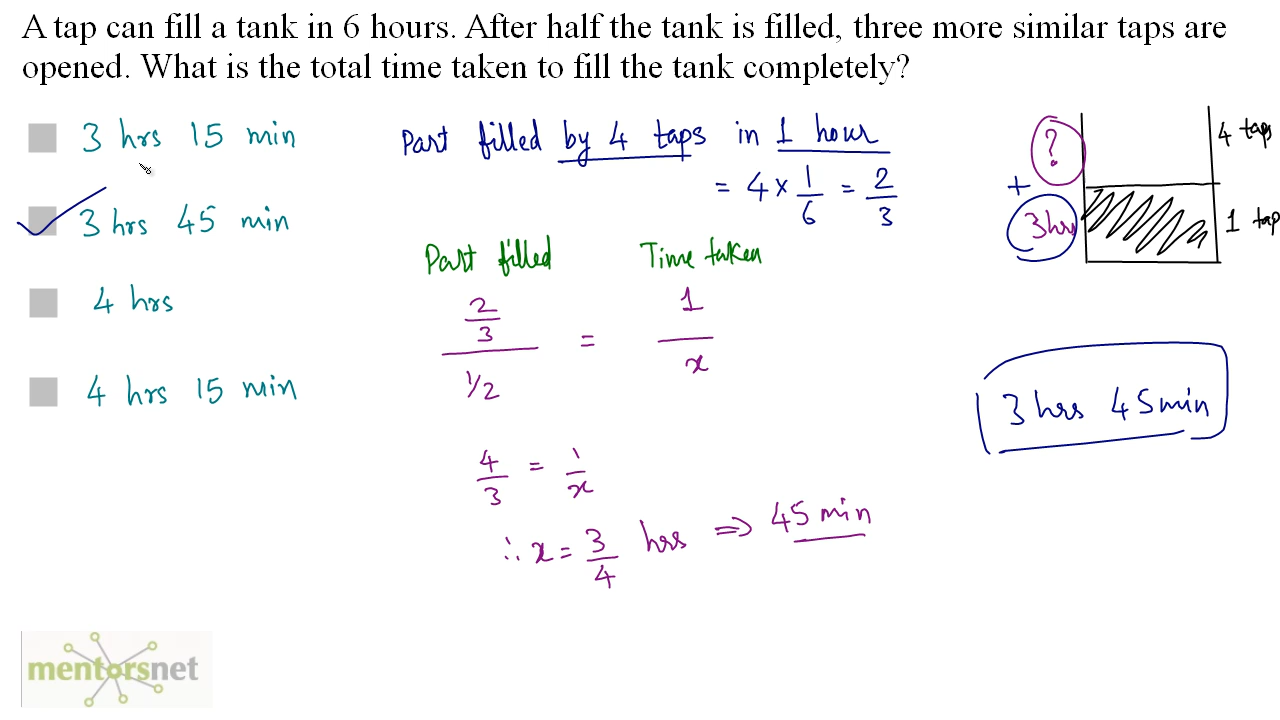 A tap can fill a tank in 6 hours. After half the tank is filled, three more similar taps are
opened. What is the total time taken to fill the tank completely?
3 hrs 15 min
3 hrs 45 min
4 hrs
4 hrs 15 min
Part filled by 4 taps in 1 hour
= 4 × 1/6 = 2/3
Part filled Time taken
2/3 / 1/2 = 1 / x
4/3 = 1/x
∴ x = 3/4 hrs ⇒ 45 min
? 4 taps
+
3hrs 1 tap
3 hrs 45min
mentorsnet